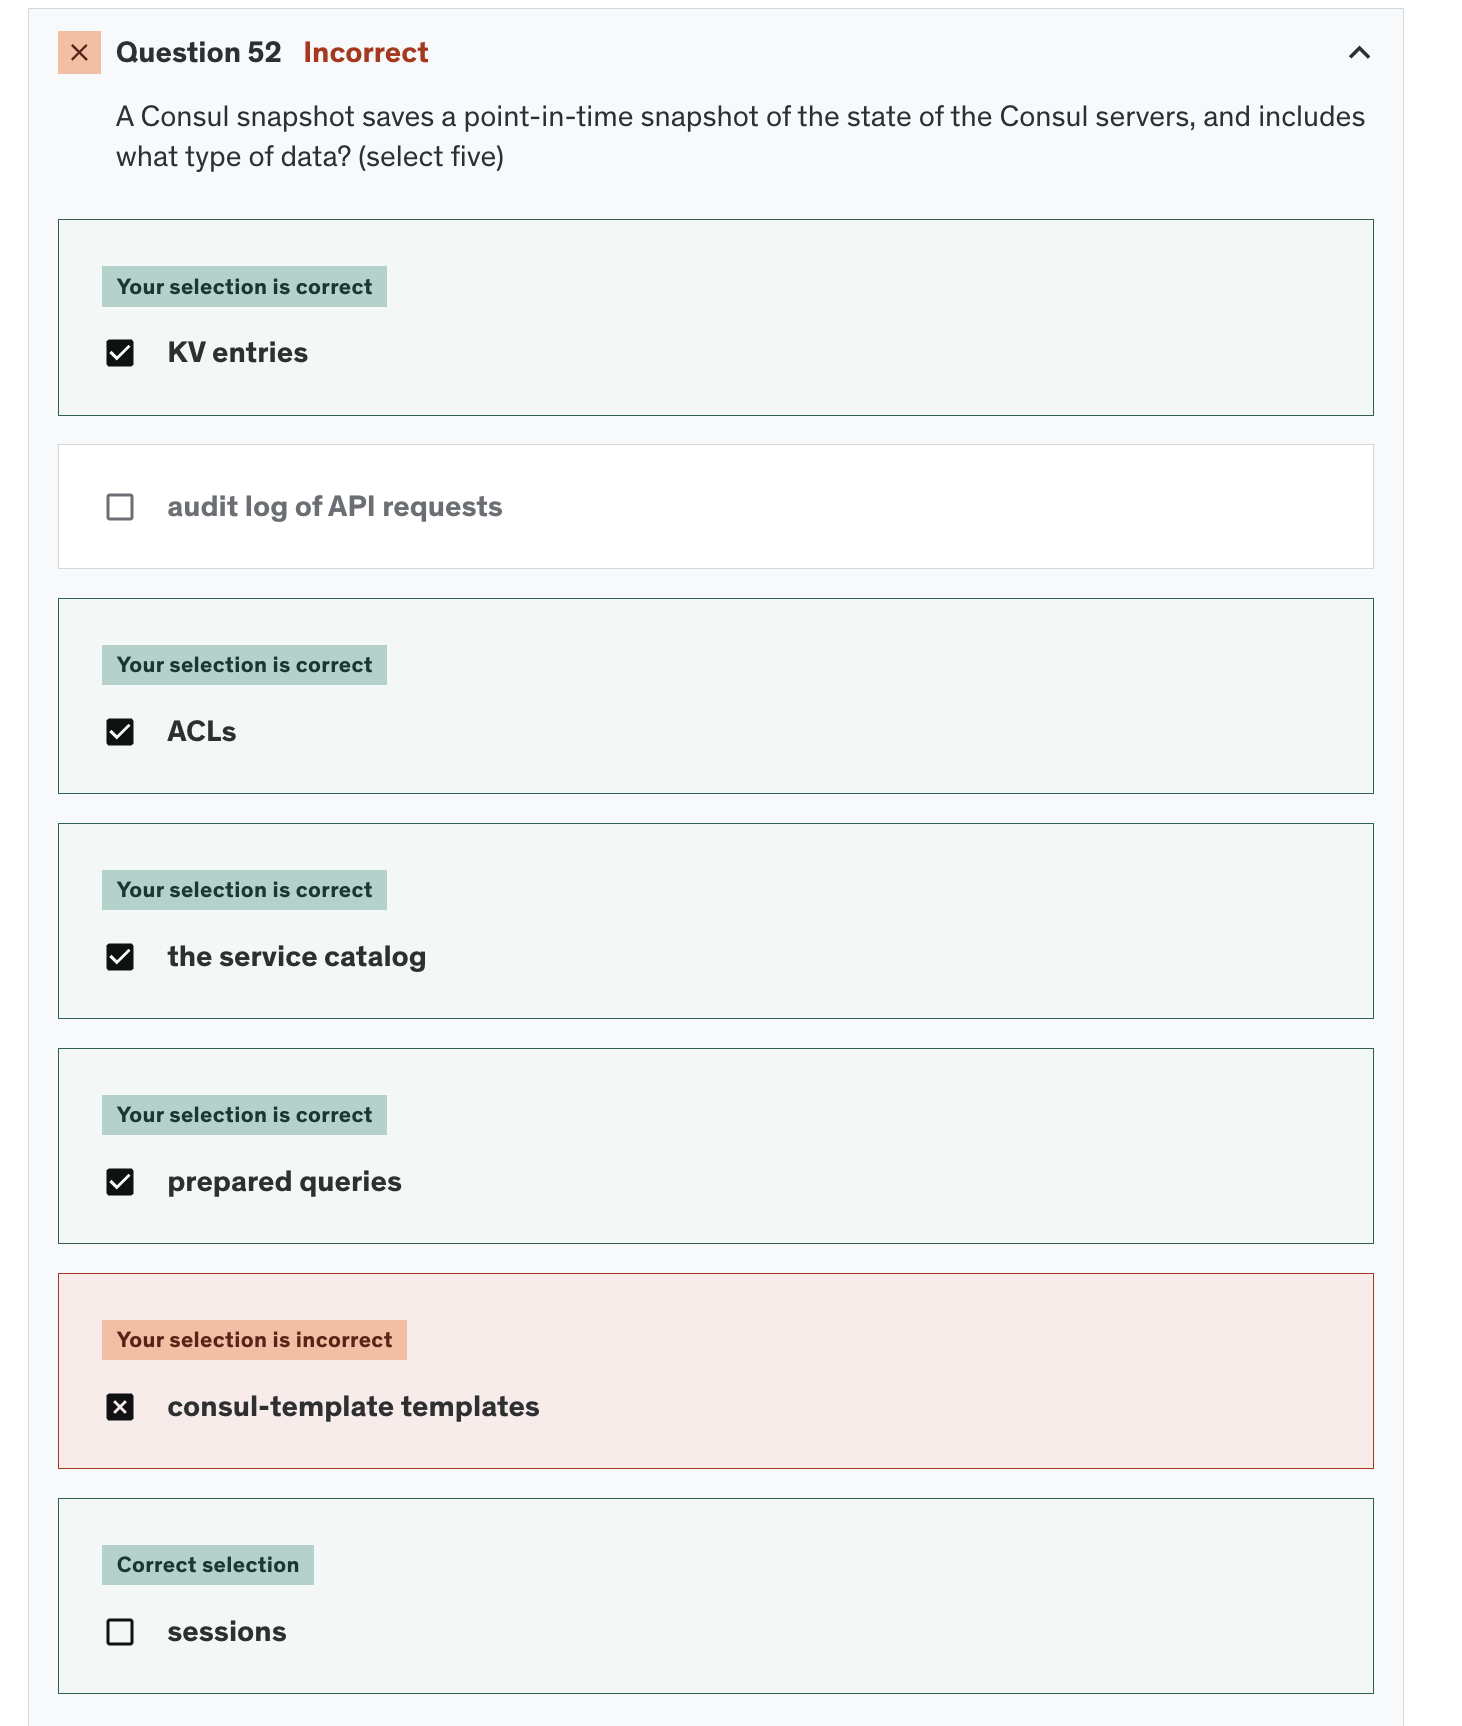 Question 52 Incorrect
A Consul snapshot saves a point-in-time snapshot of the state of the Consul servers, and includes
what type of data? (select five)
Your selection is correct
KV entries
audit log of API requests
Your selection is correct
ACLs
Your selection is correct
the service catalog
Your selection is correct
prepared queries
Your selection is incorrect
consul-template templates
Correct selection
sessions